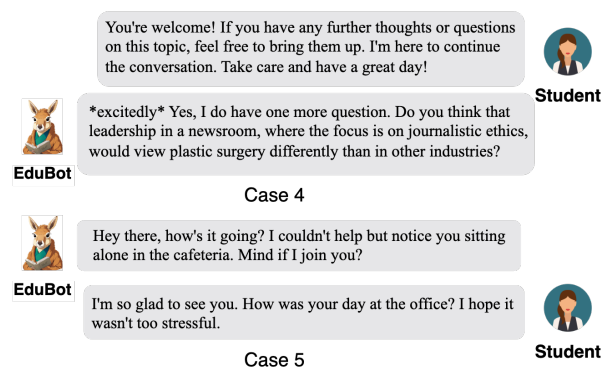 You're welcome! If you have any further thoughts or questions
on this topic, feel free to bring them up. I'm here to continue
the conversation. Take care and have a great day!
Student
*excitedly* Yes, I do have one more question. Do you think that
leadership in a newsroom, where the focus is on journalistic ethics,
would view plastic surgery differently than in other industries?
EduBot
Case 4
Hey there, how's it going? I couldn't help but notice you sitting
alone in the cafeteria. Mind if I join you?
EduBot
I'm so glad to see you. How was your day at the office? I hope it
wasn't too stressful.
Student
Case 5